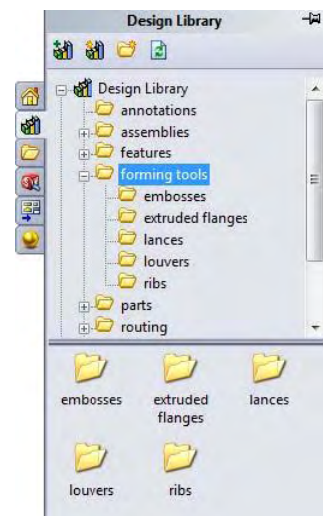 Design Library
Design Library
annotations
assemblies
features
forming tools
embosses
extruded flanges
lances
louvers
ribs
parts
routing
embosses
extruded
flanges
lances
louvers
ribs